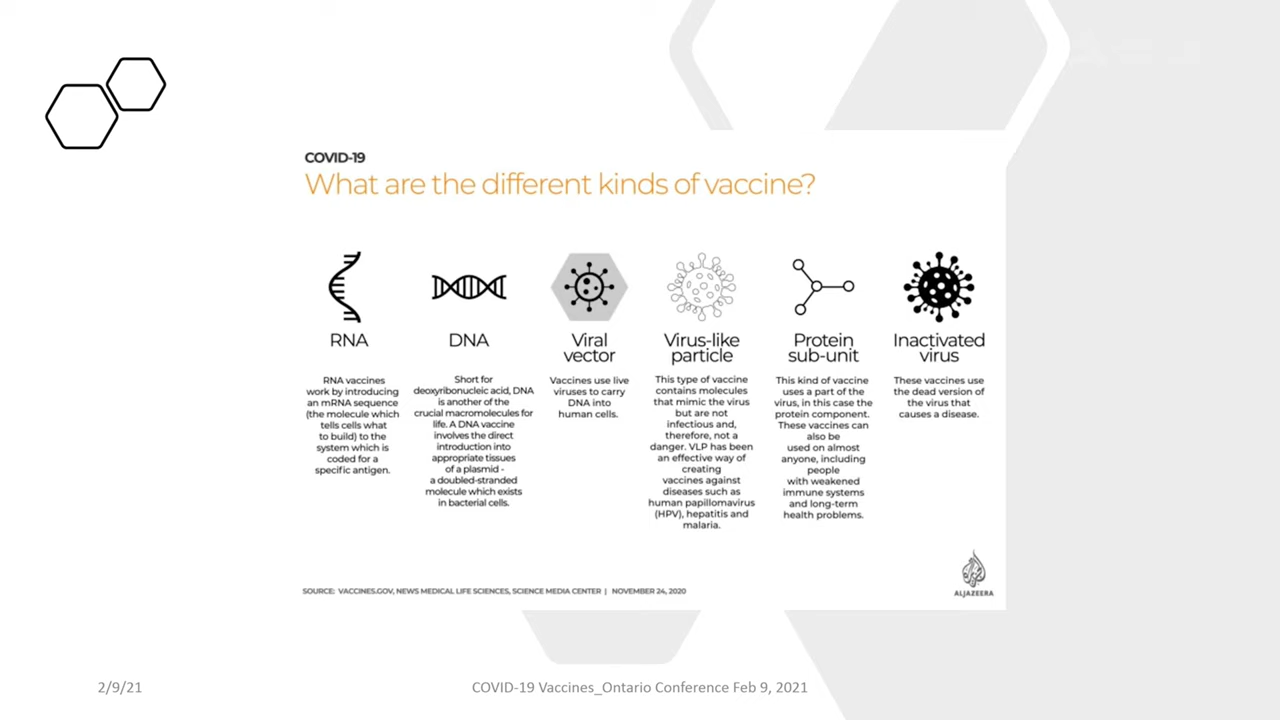 COVID-19
What are the different kinds of vaccine?
RNA
RNA vaccines
work by introducing
an mRNA sequence
(the molecule which
tells cells what
to build) to the
system which is
coded for a
specific antigen.
DNA
Short for
deoxyribonucleic acid, DNA
is another of the
crucial macromolecules for
life. A DNA vaccine
involves the direct
introduction into
appropriate tissues
of a plasmid -
a doubled-stranded
molecule which exists
in bacterial cells.
Viral
vector
Vaccines use live
viruses to carry
DNA into
human cells.
Virus-like
particle
This type of vaccine
contains molecules
that mimic the virus
but are not
infectious and,
therefore, not a
danger. VLP has been
an effective way of
creating
vaccines against
diseases such as
human papillomavirus
(HPV), hepatitis and
malaria.
Protein
sub-unit
This kind of vaccine
uses a part of the
virus, in this case the
protein component.
These vaccines can
also be
used on almost
anyone, including
people
with weakened
immune systems
and long-term
health problems.
Inactivated
virus
These vaccines use
the dead version of
the virus that
causes a disease.
SOURCE: VACCINES.GOV, NEWS MEDICAL LIFE SCIENCES, SCIENCE MEDIA CENTER | NOVEMBER 24, 2020
ALJAZEERA
2/9/21
COVID-19 Vaccines_Ontario Conference Feb 9, 2021